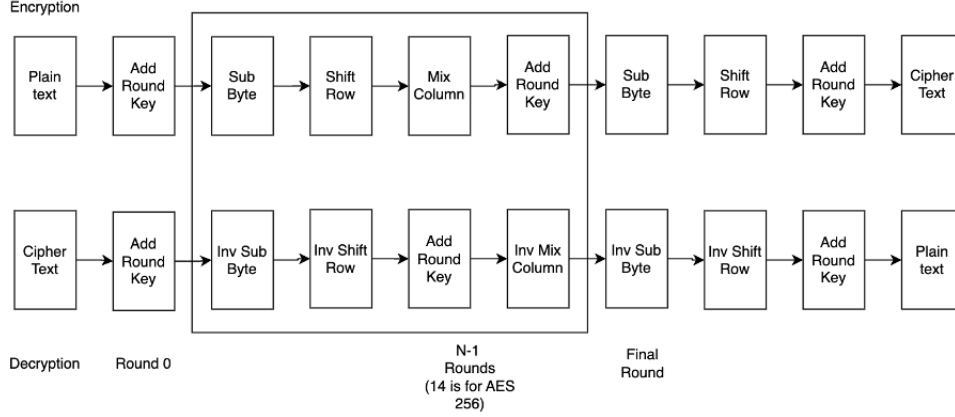 Encryption
Plain
text
Add
Round
Key
Sub
Byte
Shift
Row
Mix
Column
Add
Round
Key
Sub
Byte
Shift
Row
Add
Round
Key
Cipher
Text
Cipher
Text
Add
Round
Key
Inv Sub
Byte
Inv Shift
Row
Add
Round
Key
Inv Mix
Column
Inv Sub
Byte
Inv Shift
Row
Add
Round
Key
Plain
text
Decryption
Round 0
N-1
Rounds
(14 is for AES
256)
Final
Round